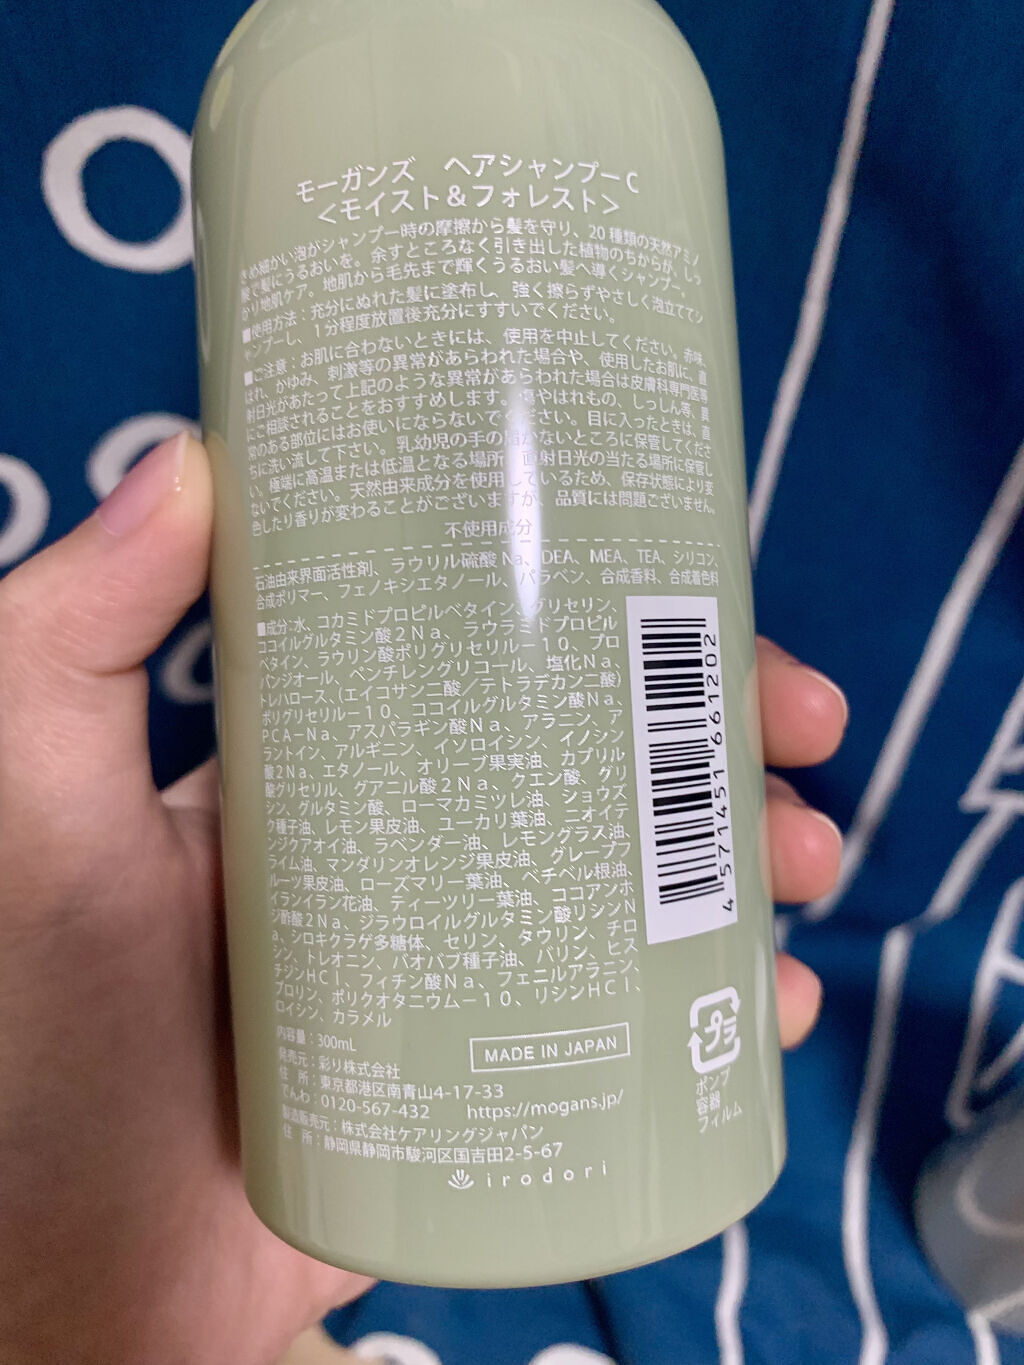 モーガンズ ヘアシャンプーC
<モイスト&フォレスト>
きめ細かい泡がシャンプー時の摩擦から髪を守り、20種類の天然アミノ
酸で髪にうるおいを。余すところなく引き出した植物のちからが、しっ
かり地肌ケア。地肌から毛先まで輝くうるおい髪へ導くシャンプー。
■使用方法：充分にぬれた髪に塗布し、強く擦らずやさしく泡立ててシ
ャンプーし、1分程度放置後充分にすすいでください。
■ご注意：お肌に合わないときには、使用を中止してください。赤味、
はれ、かゆみ、刺激等の異常があらわれた場合や、使用したお肌に、直
射日光があたって上記のような異常があらわれた場合は皮膚科専門医等
にご相談されることをおすすめします。傷やはれもの、しっしん等、異
常のある部位にはお使いにならないでください。目に入ったときは、直
ちに洗い流して下さい。乳幼児の手の届かないところに保管してくださ
い。極端に高温または低温となる場所、直射日光の当たる場所に保管し
ないでください。天然由来成分を使用しているため、保存状態により変
色したり香りが変わることがございますが、品質には問題ございません。
不使用成分
石油由来界面活性剤、ラウリル硫酸Na、DEA、MEA、TEA、シリコン、
合成ポリマー、フェノキシエタノール、パラベン、合成香料、合成着色料
■成分:水、コカミドプロピルベタイン、グリセリン、
ココイルグルタミン酸2Na、ラウラミドプロピル
ベタイン、ラウリン酸ポリグリセリル－10、プロ
パンジオール、ペンチレングリコール、塩化Na、
トレハロース、(エイコサン二酸／テトラデカン二酸)
ポリグリセリル－10、ココイルグルタミン酸Na、
PCA－Na、アスパラギン酸Na、アラニン、ア
ラントイン、アルギニン、イソロイシン、イノシン
酸2Na、エタノール、オリーブ果実油、カプリル
酸グリセリル、グアニル酸2Na、クエン酸、グリ
シン、グルタミン酸、ローマカミツレ油、ショウズ
ク種子油、レモン果皮油、ユーカリ葉油、ニオイテ
ンジクアオイ油、ラベンダー油、レモングラス油、
ライム油、マンダリンオレンジ果皮油、グレープフ
ルーツ果皮油、ローズマリー葉油、ベチベル根油、
イランイラン花油、ティーツリー葉油、ココアンホ
ジ酢酸2Na、ジラウロイルグルタミン酸リシンN
a、シロキクラゲ多糖体、セリン、タウリン、チロ
シン、トレオニン、バオバブ種子油、バリン、ヒス
チジンHCl、フィチン酸Na、フェニルアラニン、
プロリン、ポリクオタニウム－10、リシンHCl、
ロイシン、カラメル
4 571451 661202
内容量：300mL
MADE IN JAPAN
発売元：彩り株式会社
住 所：東京都港区南青山4-17-33
でんわ：0120-567-432 https://mogans.jp/
製造販売元：株式会社ケアリングジャパン
住 所：静岡県静岡市駿河区国吉田2-5-67
irodori
プラ
ポンプ
容器
フィルム